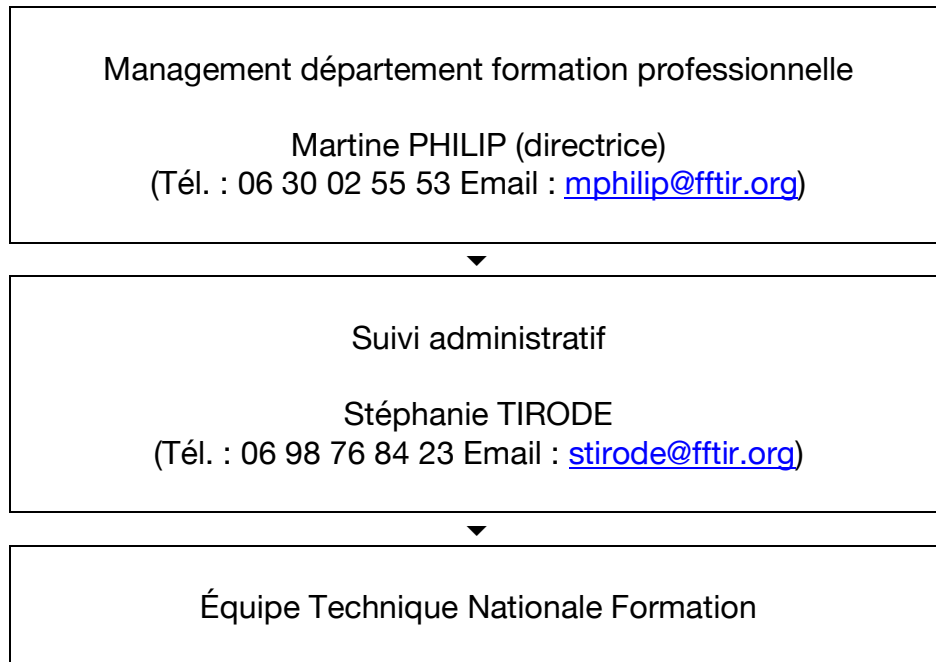 Management département formation professionnelle
Martine PHILIP (directrice)
(Tél. : 06 30 02 55 53 Email : mphilip@fftir.org)
Suivi administratif
Stéphanie TIRODE
(Tél. : 06 98 76 84 23 Email : stirode@fftir.org)
Équipe Technique Nationale Formation